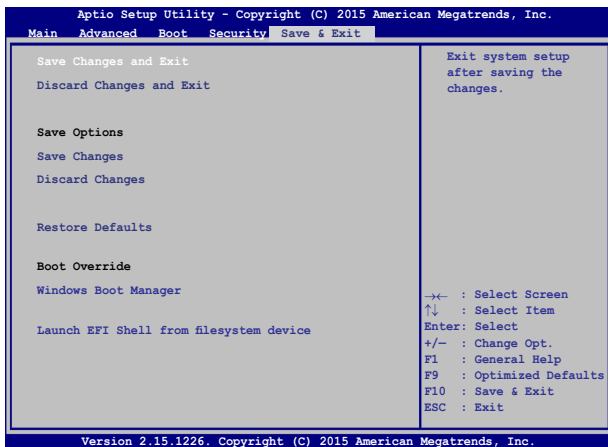 Aptio Setup Utility - Copyright (C) 2015 American Megatrends, Inc.
Main Advanced Boot Security Save & Exit
Save Changes and Exit
Discard Changes and Exit
Save Options
Save Changes
Discard Changes
Restore Defaults
Boot Override
Windows Boot Manager
Launch EFI Shell from filesystem device
Exit system setup
after saving the
changes.
→← : Select Screen
↑↓ : Select Item
Enter: Select
+/— : Change Opt.
F1 : General Help
F9 : Optimized Defaults
F10 : Save & Exit
ESC : Exit
Version 2.15.1226. Copyright (C) 2015 American Megatrends, Inc.